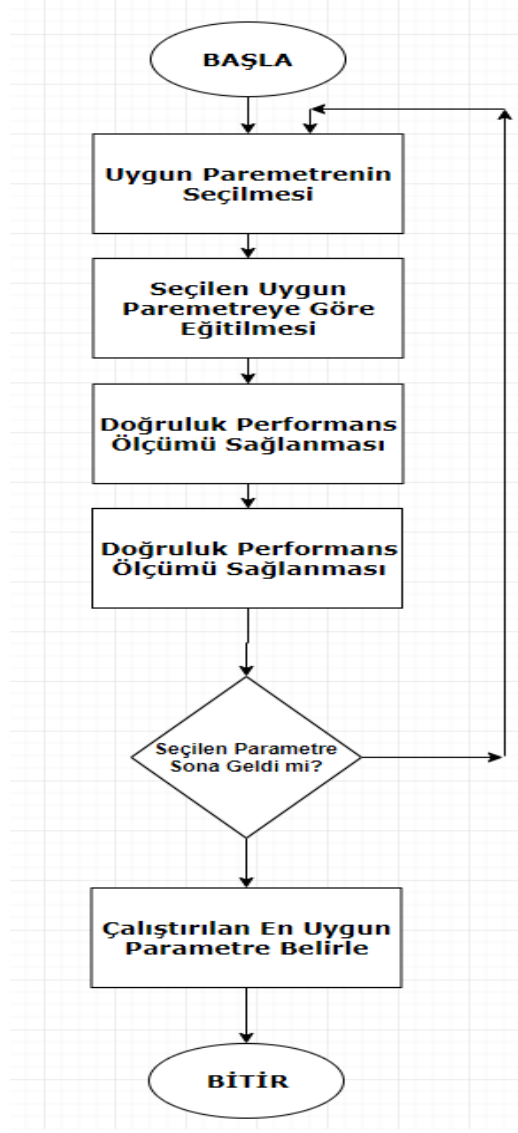 BAŞLA
Uygun Paremetrenin
Seçilmesi
Seçilen Uygun
Paremetreye Göre
Eğitilmesi
Doğruluk Performans
Ölçümü Sağlanması
Doğruluk Performans
Ölçümü Sağlanması
Seçilen Parametre
Sona Geldi mi?
Çalıştırılan En Uygun
Parametre Belirle
BİTİR